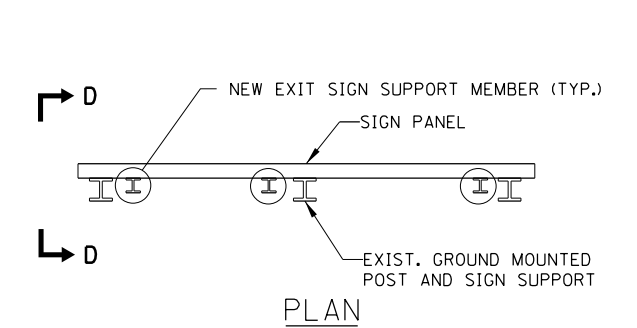 D
NEW EXIT SIGN SUPPORT MEMBER (TYP.)
SIGN PANEL
D
EXIST. GROUND MOUNTED
POST AND SIGN SUPPORT
PLAN